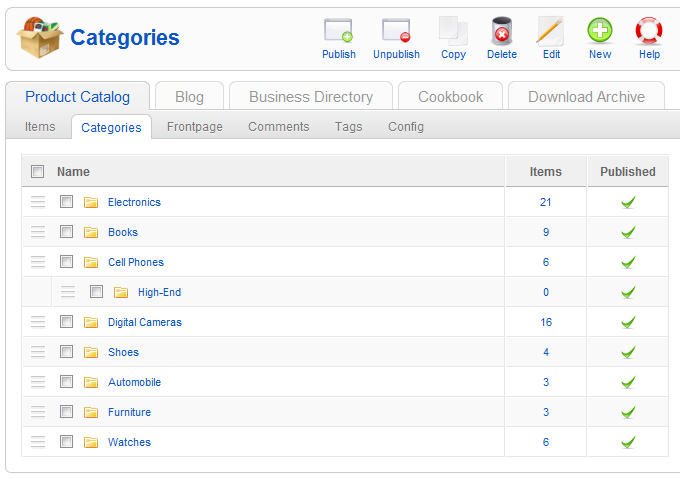 Categories
Publish Unpublish Copy Delete Edit New Help
Product Catalog Blog Business Directory Cookbook Download Archive
Items Categories Frontpage Comments Tags Config
Name Items Published
Electronics 21
Books 9
Cell Phones 6
High-End 0
Digital Cameras 16
Shoes 4
Automobile 3
Furniture 3
Watches 6